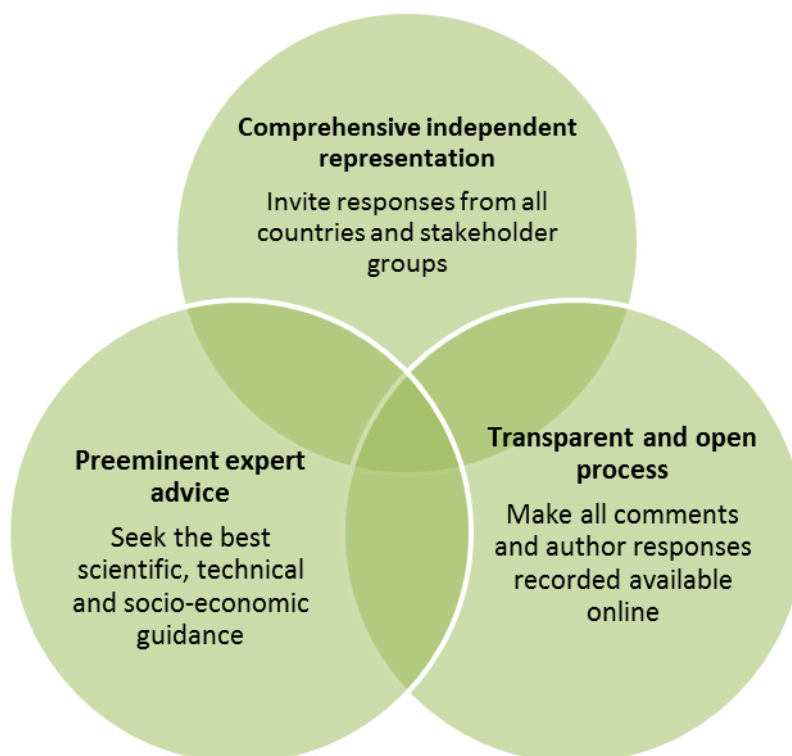 Comprehensive independent
representation
Invite responses from all
countries and stakeholder
groups
Preeminent expert
advice
Seek the best
scientific, technical
and socio-economic
guidance
Transparent and open
process
Make all comments
and author responses
recorded available
online